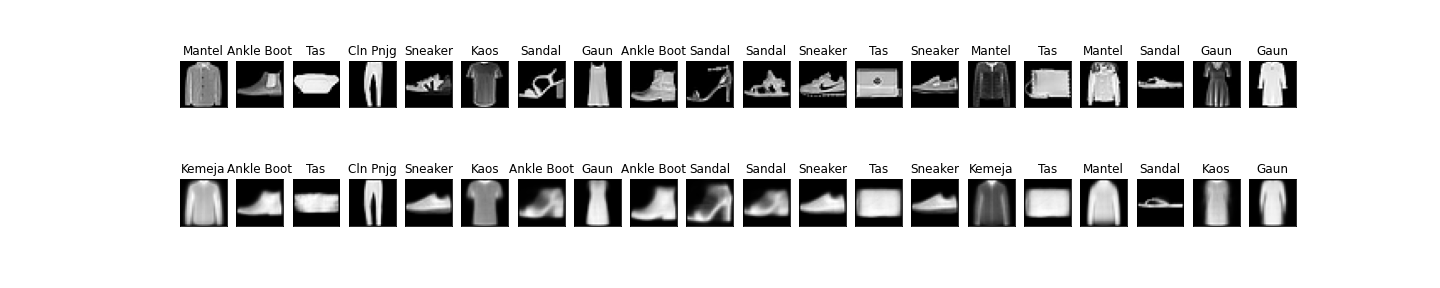 Mantel Ankle Boot Tas Cln Pnjg Sneaker Kaos Sandal Gaun Ankle Boot Sandal Sandal Sneaker Tas Sneaker Mantel Tas Mantel Sandal Gaun Gaun
Kemeja Ankle Boot Tas Cln Pnjg Sneaker Kaos Ankle Boot Gaun Ankle Boot Sandal Sandal Sneaker Tas Sneaker Kemeja Tas Mantel Sandal Kaos Gaun